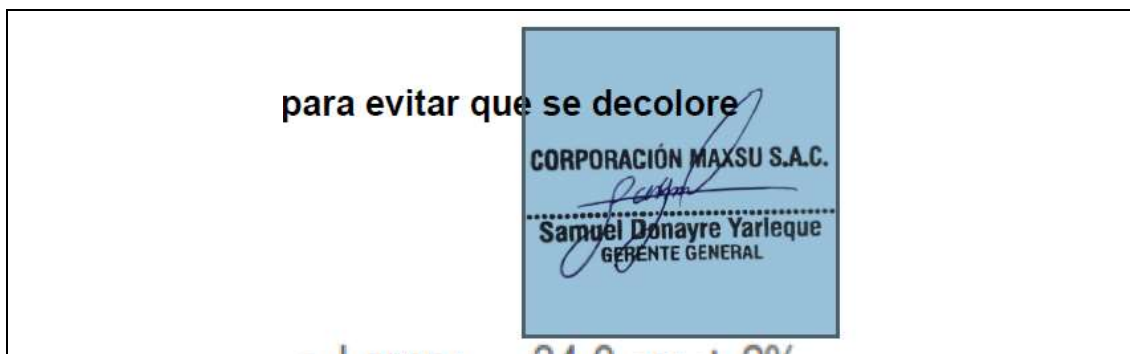 para evitar que se decolore
CORPORACIÓN MAXSU S.A.C.
Samuel Donayre Yarleque
GERENTE GENERAL